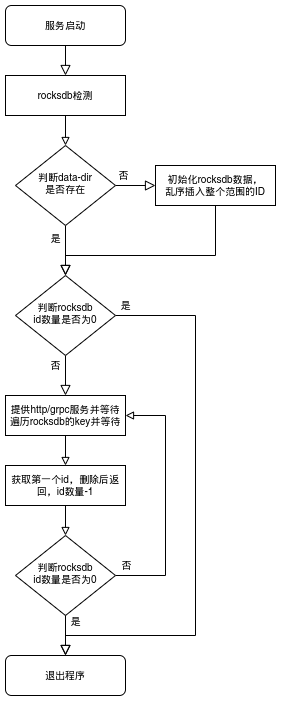 服务启动
rocksdb检测
判断data-dir
是否存在
否
初始化rocksdb数据，
乱序插入整个范围的ID
是
判断rocksdb
id数量是否为0
是
否
提供http/grpc服务并等待
遍历rocksdb的key并等待
获取第一个id，删除后返
回，id数量-1
判断rocksdb
id数量是否为0
否
是
退出程序